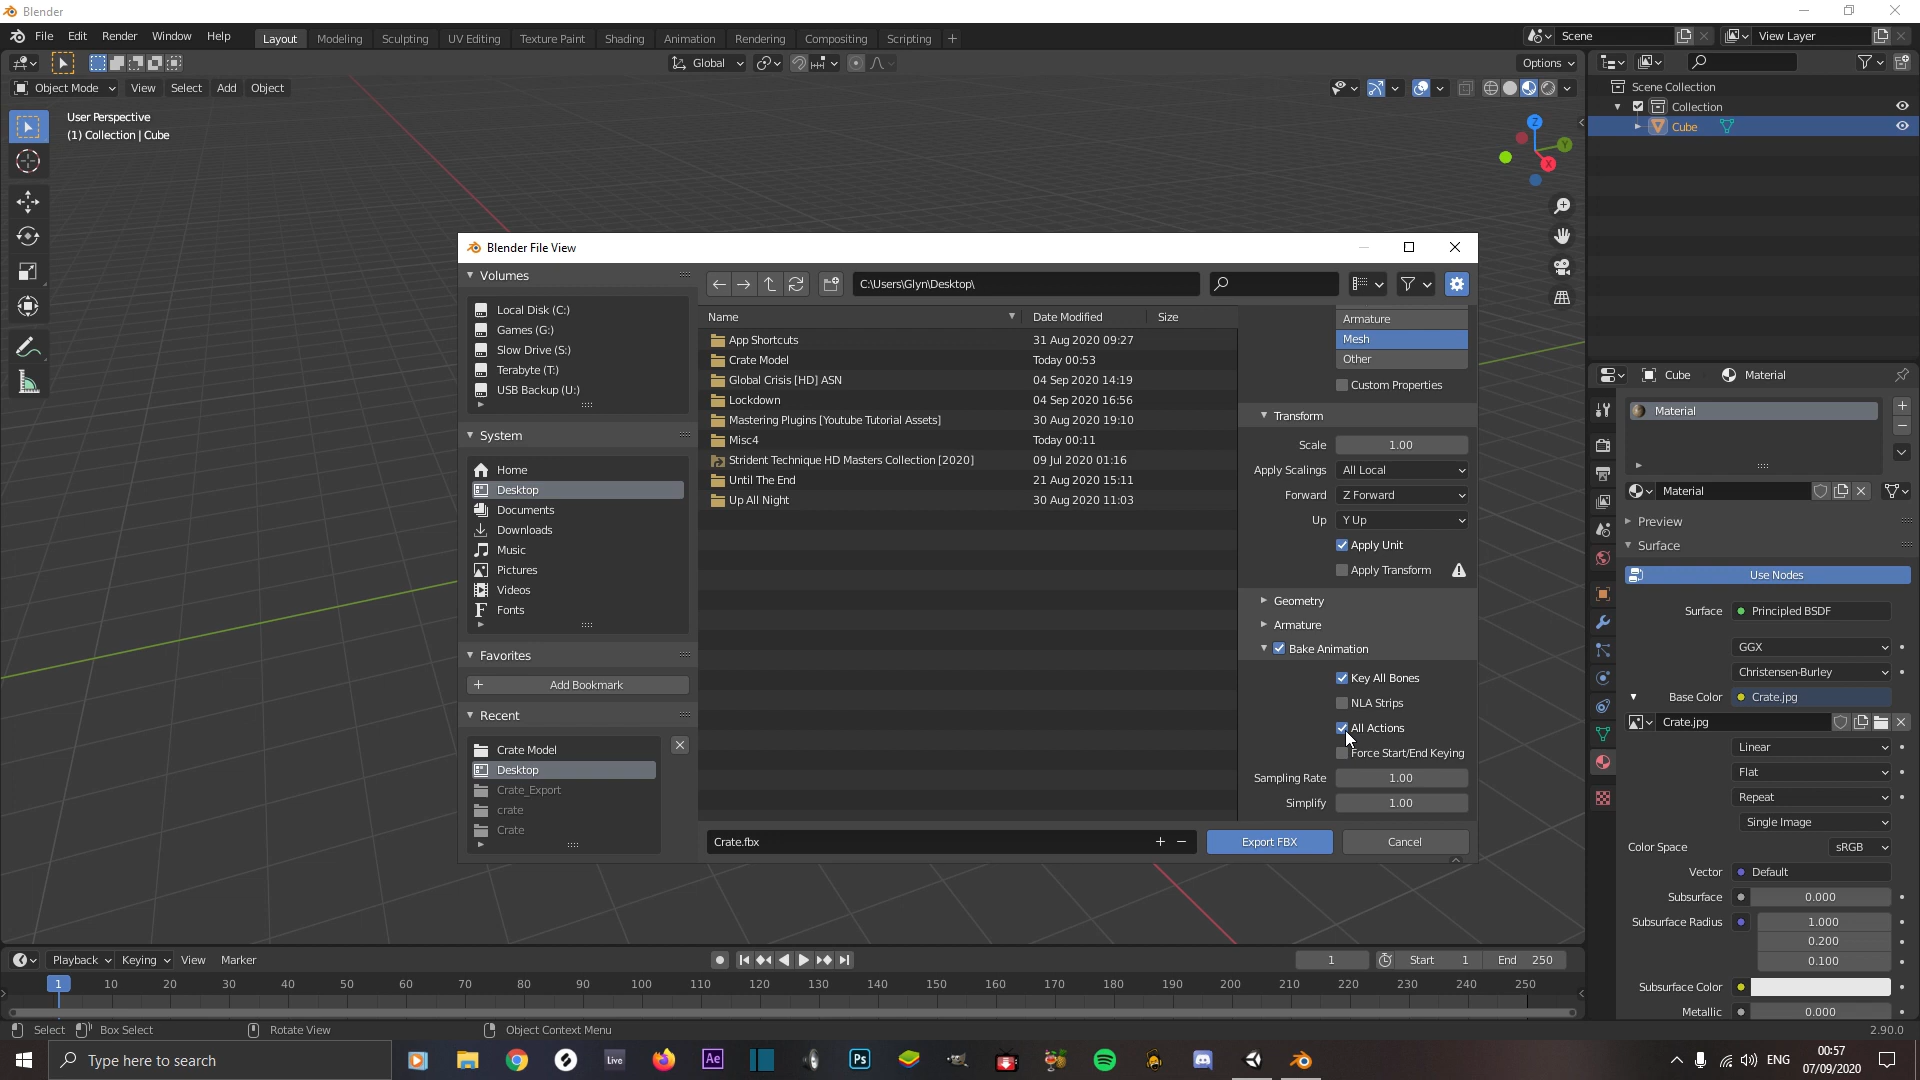 Blender
File Edit Render Window Help Layout Modeling Sculpting UV Editing Texture Paint Shading Animation Rendering Compositing Scripting + Scene View Layer
Global Options
Object Mode View Select Add Object
User Perspective
(1) Collection | Cube
Z
Y
X
Scene Collection
Collection
Cube
Blender File View
Volumes
Local Disk (C:)
Games (G:)
Slow Drive (S:)
Terabyte (T:)
USB Backup (U:)
System
Home
Desktop
Documents
Downloads
Music
Pictures
Videos
Fonts
Favorites
Add Bookmark
Recent
Crate Model
Desktop
Crate_Export
crate
Crate
C:\Users\Glyn\Desktop\
Name Date Modified Size
App Shortcuts 31 Aug 2020 09:27
Crate Model Today 00:53
Global Crisis [HD] ASN 04 Sep 2020 14:19
Lockdown 04 Sep 2020 16:56
Mastering Plugins [Youtube Tutorial Assets] 30 Aug 2020 19:10
Misc4 Today 00:11
Strident Technique HD Masters Collection [2020] 09 Jul 2020 01:16
Until The End 21 Aug 2020 15:11
Up All Night 30 Aug 2020 11:03
Armature
Mesh
Other
Custom Properties
Transform
Scale 1.00
Apply Scalings All Local
Forward Z Forward
Up Y Up
Apply Unit
Apply Transform
Geometry
Armature
Bake Animation
Key All Bones
NLA Strips
All Actions
Force Start/End Keying
Sampling Rate 1.00
Simplify 1.00
Crate.fbx + − Export FBX Cancel
Cube Material
Material
Material
Preview
Surface
Use Nodes
Surface Principled BSDF
GGX
Christensen-Burley
Base Color Crate.jpg
Crate.jpg
Linear
Flat
Repeat
Single Image
Color Space sRGB
Vector Default
Subsurface 0.000
Subsurface Radius 1.000
0.200
0.100
Subsurface Color
Metallic 0.000
Playback Keying View Marker 1 Start 1 End 250
1 10 20 30 40 50 60 70 80 90 100 110 120 130 140 150 160 170 180 190 200 210 220 230 240 250
Select Box Select Rotate View Object Context Menu 2.90.0
Type here to search Live Ae Ps ENG 00:57
07/09/2020